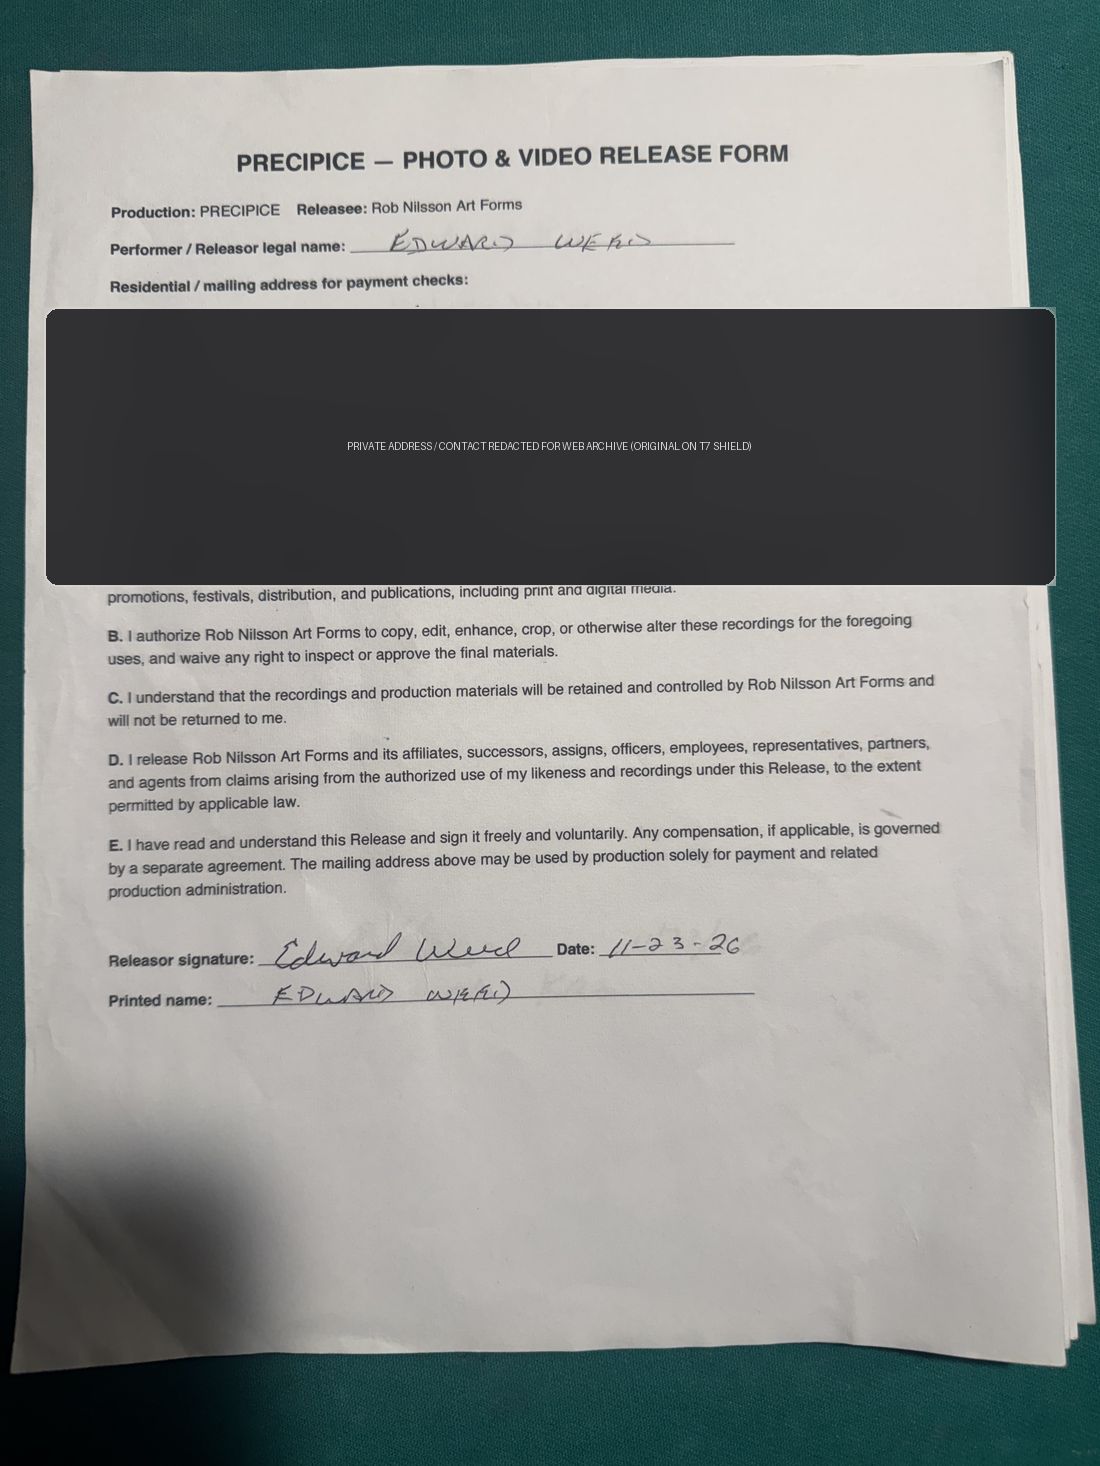 PRECIPICE — PHOTO & VIDEO RELEASE FORM
Production: PRECIPICE Releasee: Rob Nilsson Art Forms
Performer / Releasor legal name: EDWARD WEED
Residential / mailing address for payment checks:
PRIVATE ADDRESS / CONTACT REDACTED FOR WEB ARCHIVE (ORIGINAL ON T7 SHIELD)
promotions, festivals, distribution, and publications, including print and digital media.
B. I authorize Rob Nilsson Art Forms to copy, edit, enhance, crop, or otherwise alter these recordings for the foregoing
uses, and waive any right to inspect or approve the final materials.
C. I understand that the recordings and production materials will be retained and controlled by Rob Nilsson Art Forms and
will not be returned to me.
D. I release Rob Nilsson Art Forms and its affiliates, successors, assigns, officers, employees, representatives, partners,
and agents from claims arising from the authorized use of my likeness and recordings under this Release, to the extent
permitted by applicable law.
E. I have read and understand this Release and sign it freely and voluntarily. Any compensation, if applicable, is governed
by a separate agreement. The mailing address above may be used by production solely for payment and related
production administration.
Releasor signature: Edward Weed Date: 11-23-26
Printed name: EDWARD WEED